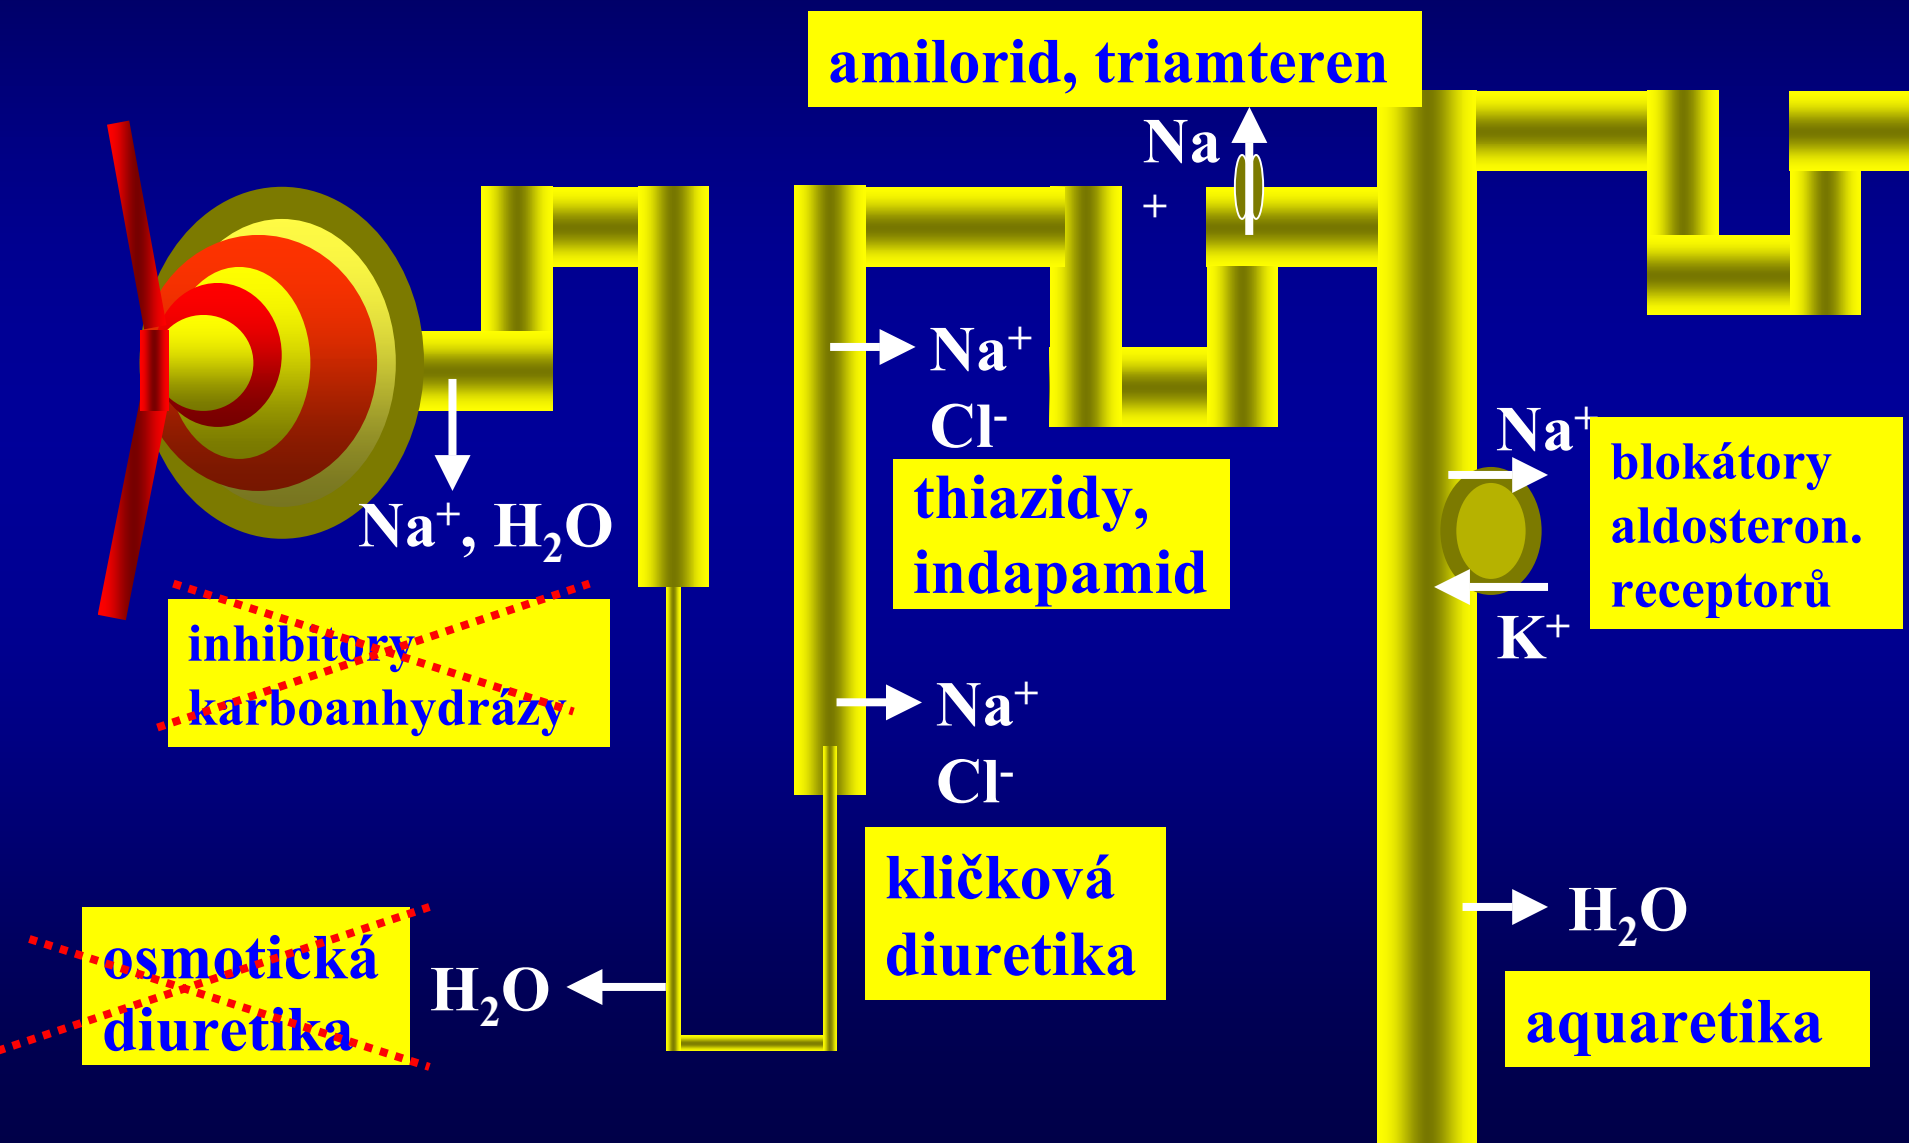 amilorid, triamteren
Na
+
Na⁺
Cl⁻
thiazidy,
indapamid
Na⁺, H₂O
inhibitory
karboanhydrázy
Na⁺
Cl⁻
kličková
diuretika
osmotická
diuretika
H₂O
Na⁺
blokátory
aldosteron.
receptorů
K⁺
H₂O
aquaretika